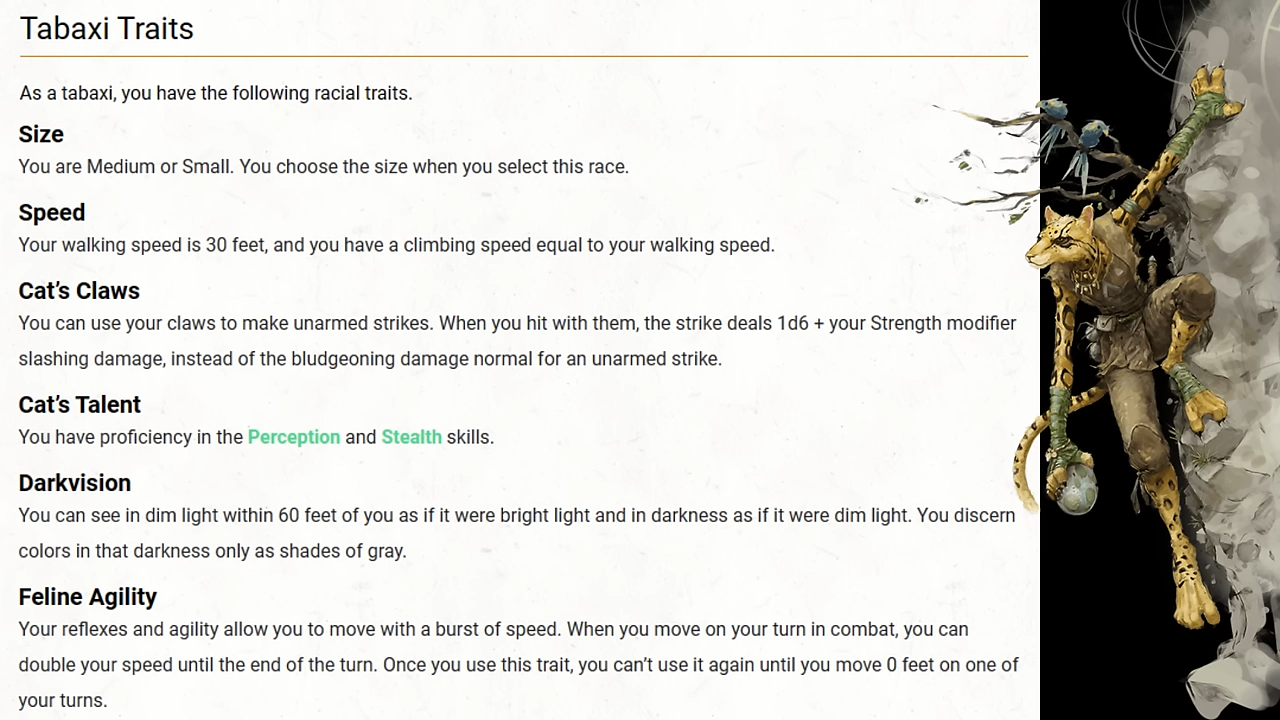 Tabaxi Traits
As a tabaxi, you have the following racial traits.
Size
You are Medium or Small. You choose the size when you select this race.
Speed
Your walking speed is 30 feet, and you have a climbing speed equal to your walking speed.
Cat’s Claws
You can use your claws to make unarmed strikes. When you hit with them, the strike deals 1d6 + your Strength modifier
slashing damage, instead of the bludgeoning damage normal for an unarmed strike.
Cat’s Talent
You have proficiency in the Perception and Stealth skills.
Darkvision
You can see in dim light within 60 feet of you as if it were bright light and in darkness as if it were dim light. You discern
colors in that darkness only as shades of gray.
Feline Agility
Your reflexes and agility allow you to move with a burst of speed. When you move on your turn in combat, you can
double your speed until the end of the turn. Once you use this trait, you can’t use it again until you move 0 feet on one of
your turns.